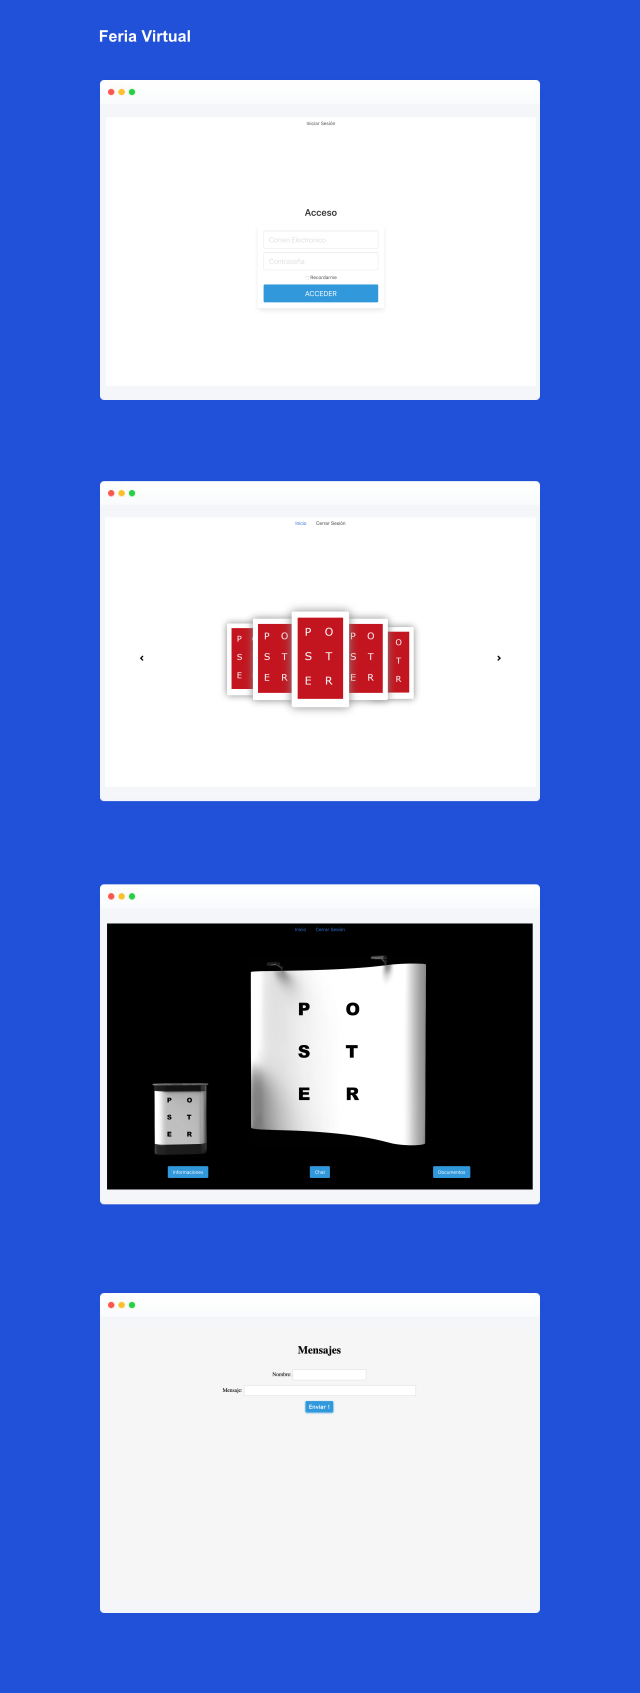 Feria Virtual
Iniciar Sesión
Acceso
Correo Electrónico
Contraseña
Recordarme
ACCEDER
Inicio Cerrar Sesión
P P O P O P O O
S S T S T S T T
E E R E R E R R
Inicio Cerrar Sesión
P O
S T
E R
P O
S T
E R
Informaciones Chat Documentos
Mensajes
Nombre:
Mensaje:
Enviar !